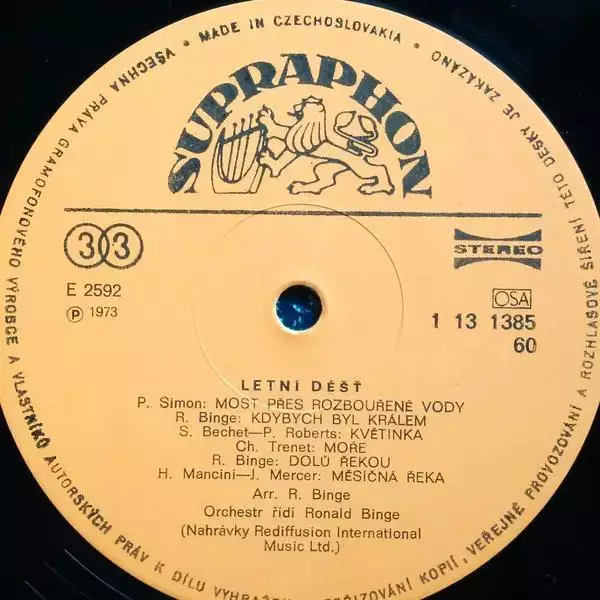 MADE IN CZECHOSLOVAKIA • VŠECHNA PRÁVA GRAMOFONOVÉHO VÝROBCE A VLASTNÍKŮ AUTORSKÝCH PRÁV K DÍLU
KOPIÍ, VEŘEJNÉ PROVOZOVÁNÍ A ROZHLASOVÉ ŠÍŘENÍ TÉTO DESKY JE ZAKÁZÁNO •
SUPRAPHON
33
STEREO
E 2592
OSA
Ⓟ 1973
1 13 1385
60
LETNÍ DÉŠŤ
P. Simon: MOST PŘES ROZBOUŘENÉ VODY
R. Binge: KDYBYCH BYL KRÁLEM
S. Bechet—P. Roberts: KVĚTINKA
Ch. Trenet: MOŘE
R. Binge: DOLŮ ŘEKOU
H. Mancini—J. Mercer: MĚSÍČNÁ ŘEKA
Arr. R. Binge
Orchestr řídí Ronald Binge
(Nahrávky Rediffusion International
Music Ltd.)